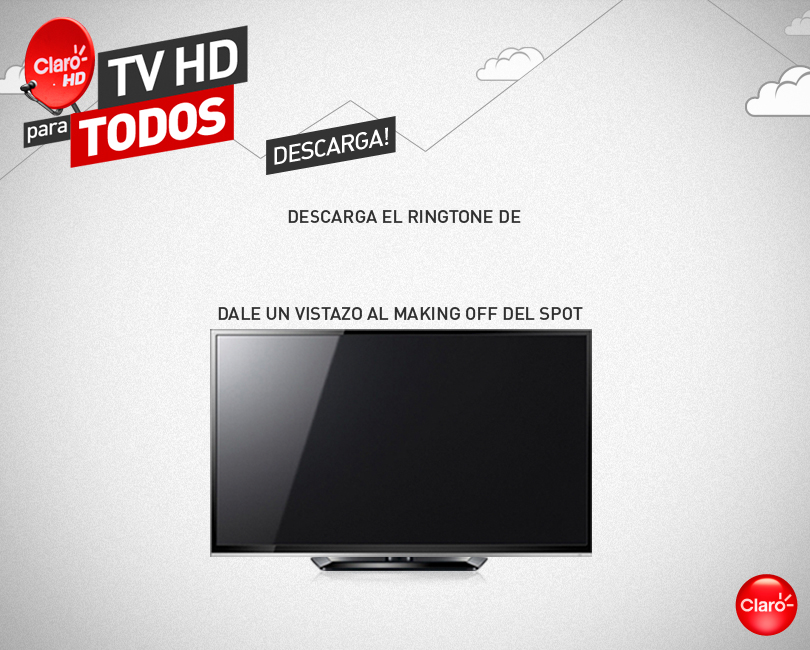 Claro-
HD
TV HD
para
TODOS
DESCARGA!
DESCARGA EL RINGTONE DE
DALE UN VISTAZO AL MAKING OFF DEL SPOT
Claro-